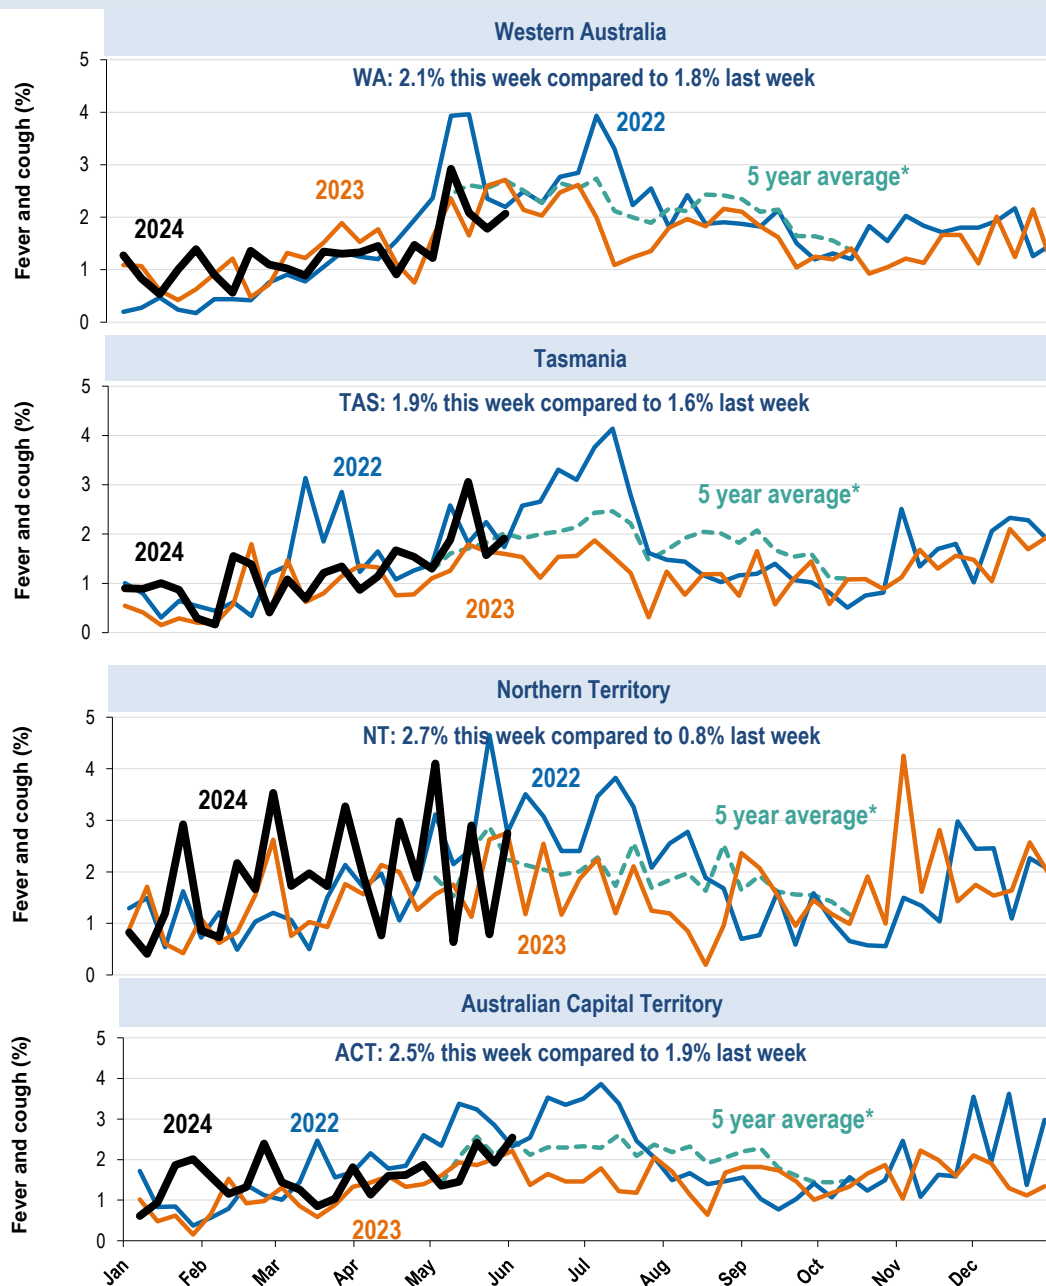 Western Australia
WA: 2.1% this week compared to 1.8% last week
Fever and cough (%)
5
4
3
2
1
0
2022
2023
2024
5 year average*
Tasmania
TAS: 1.9% this week compared to 1.6% last week
Fever and cough (%)
5
4
3
2
1
0
2022
5 year average*
2024
2023
Northern Territory
NT: 2.7% this week compared to 0.8% last week
Fever and cough (%)
5
4
3
2
1
0
2022
2024
5 year average*
2023
Australian Capital Territory
ACT: 2.5% this week compared to 1.9% last week
Fever and cough (%)
5
4
3
2
1
0
2024
2022
5 year average*
2023
Jan Feb Mar Apr May Jun Jul Aug Sep Oct Nov Dec